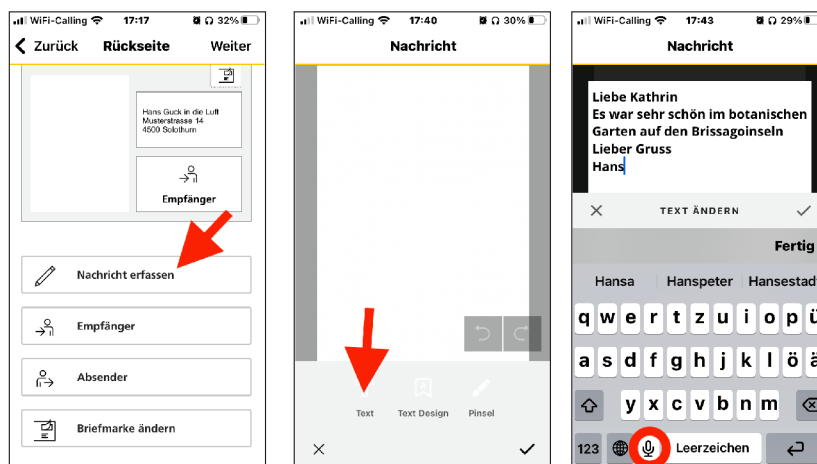 WiFi-Calling 17:17 32%
Zurück Rückseite Weiter
Hans Guck in die Luft
Musterstrasse 14
4500 Solothurn
Empfänger
Nachricht erfassen
Empfänger
Absender
Briefmarke ändern
WiFi-Calling 17:40 30%
Nachricht
Text Text Design Pinsel
WiFi-Calling 17:43 29%
Nachricht
Liebe Kathrin
Es war sehr schön im botanischen
Garten auf den Brissagoinseln
Lieber Gruss
Hans
TEXT ÄNDERN
Fertig
Hansa Hanspeter Hansestadt
q w e r t z u i o p ü
a s d f g h j k l ö ä
y x c v b n m
123 Leerzeichen